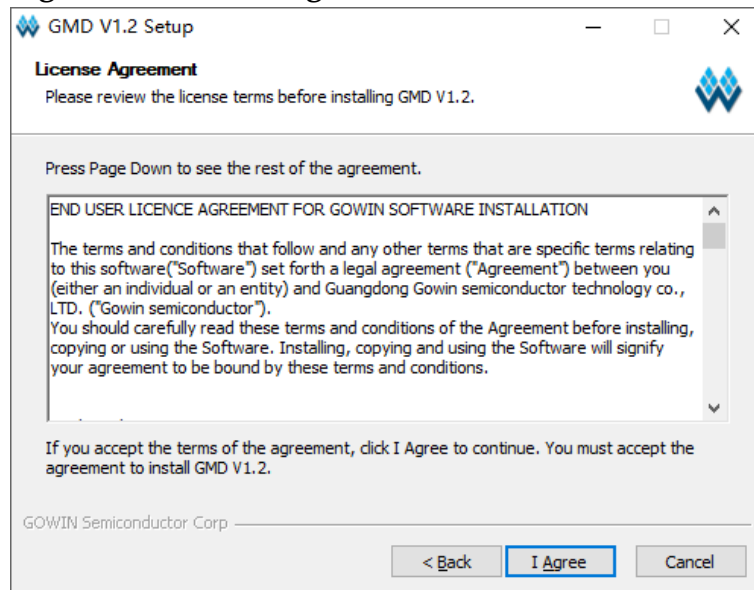 GMD V1.2 Setup
License Agreement
Please review the license terms before installing GMD V1.2.
Press Page Down to see the rest of the agreement.
END USER LICENCE AGREEMENT FOR GOWIN SOFTWARE INSTALLATION
The terms and conditions that follow and any other terms that are specific terms relating
to this software("Software") set forth a legal agreement ("Agreement") between you
(either an individual or an entity) and Guangdong Gowin semiconductor technology co.,
LTD. ("Gowin semiconductor").
You should carefully read these terms and conditions of the Agreement before installing,
copying or using the Software. Installing, copying and using the Software will signify
your agreement to be bound by these terms and conditions.
If you accept the terms of the agreement, click I Agree to continue. You must accept the
agreement to install GMD V1.2.
GOWIN Semiconductor Corp
< Back I Agree Cancel